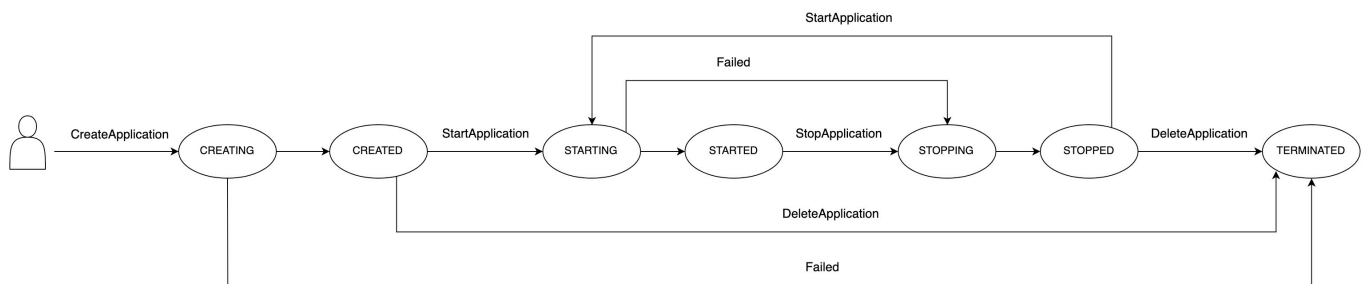 StartApplication
Failed
CreateApplication
StartApplication
StopApplication
DeleteApplication
CREATING
CREATED
STARTING
STARTED
STOPPING
STOPPED
TERMINATED
DeleteApplication
Failed